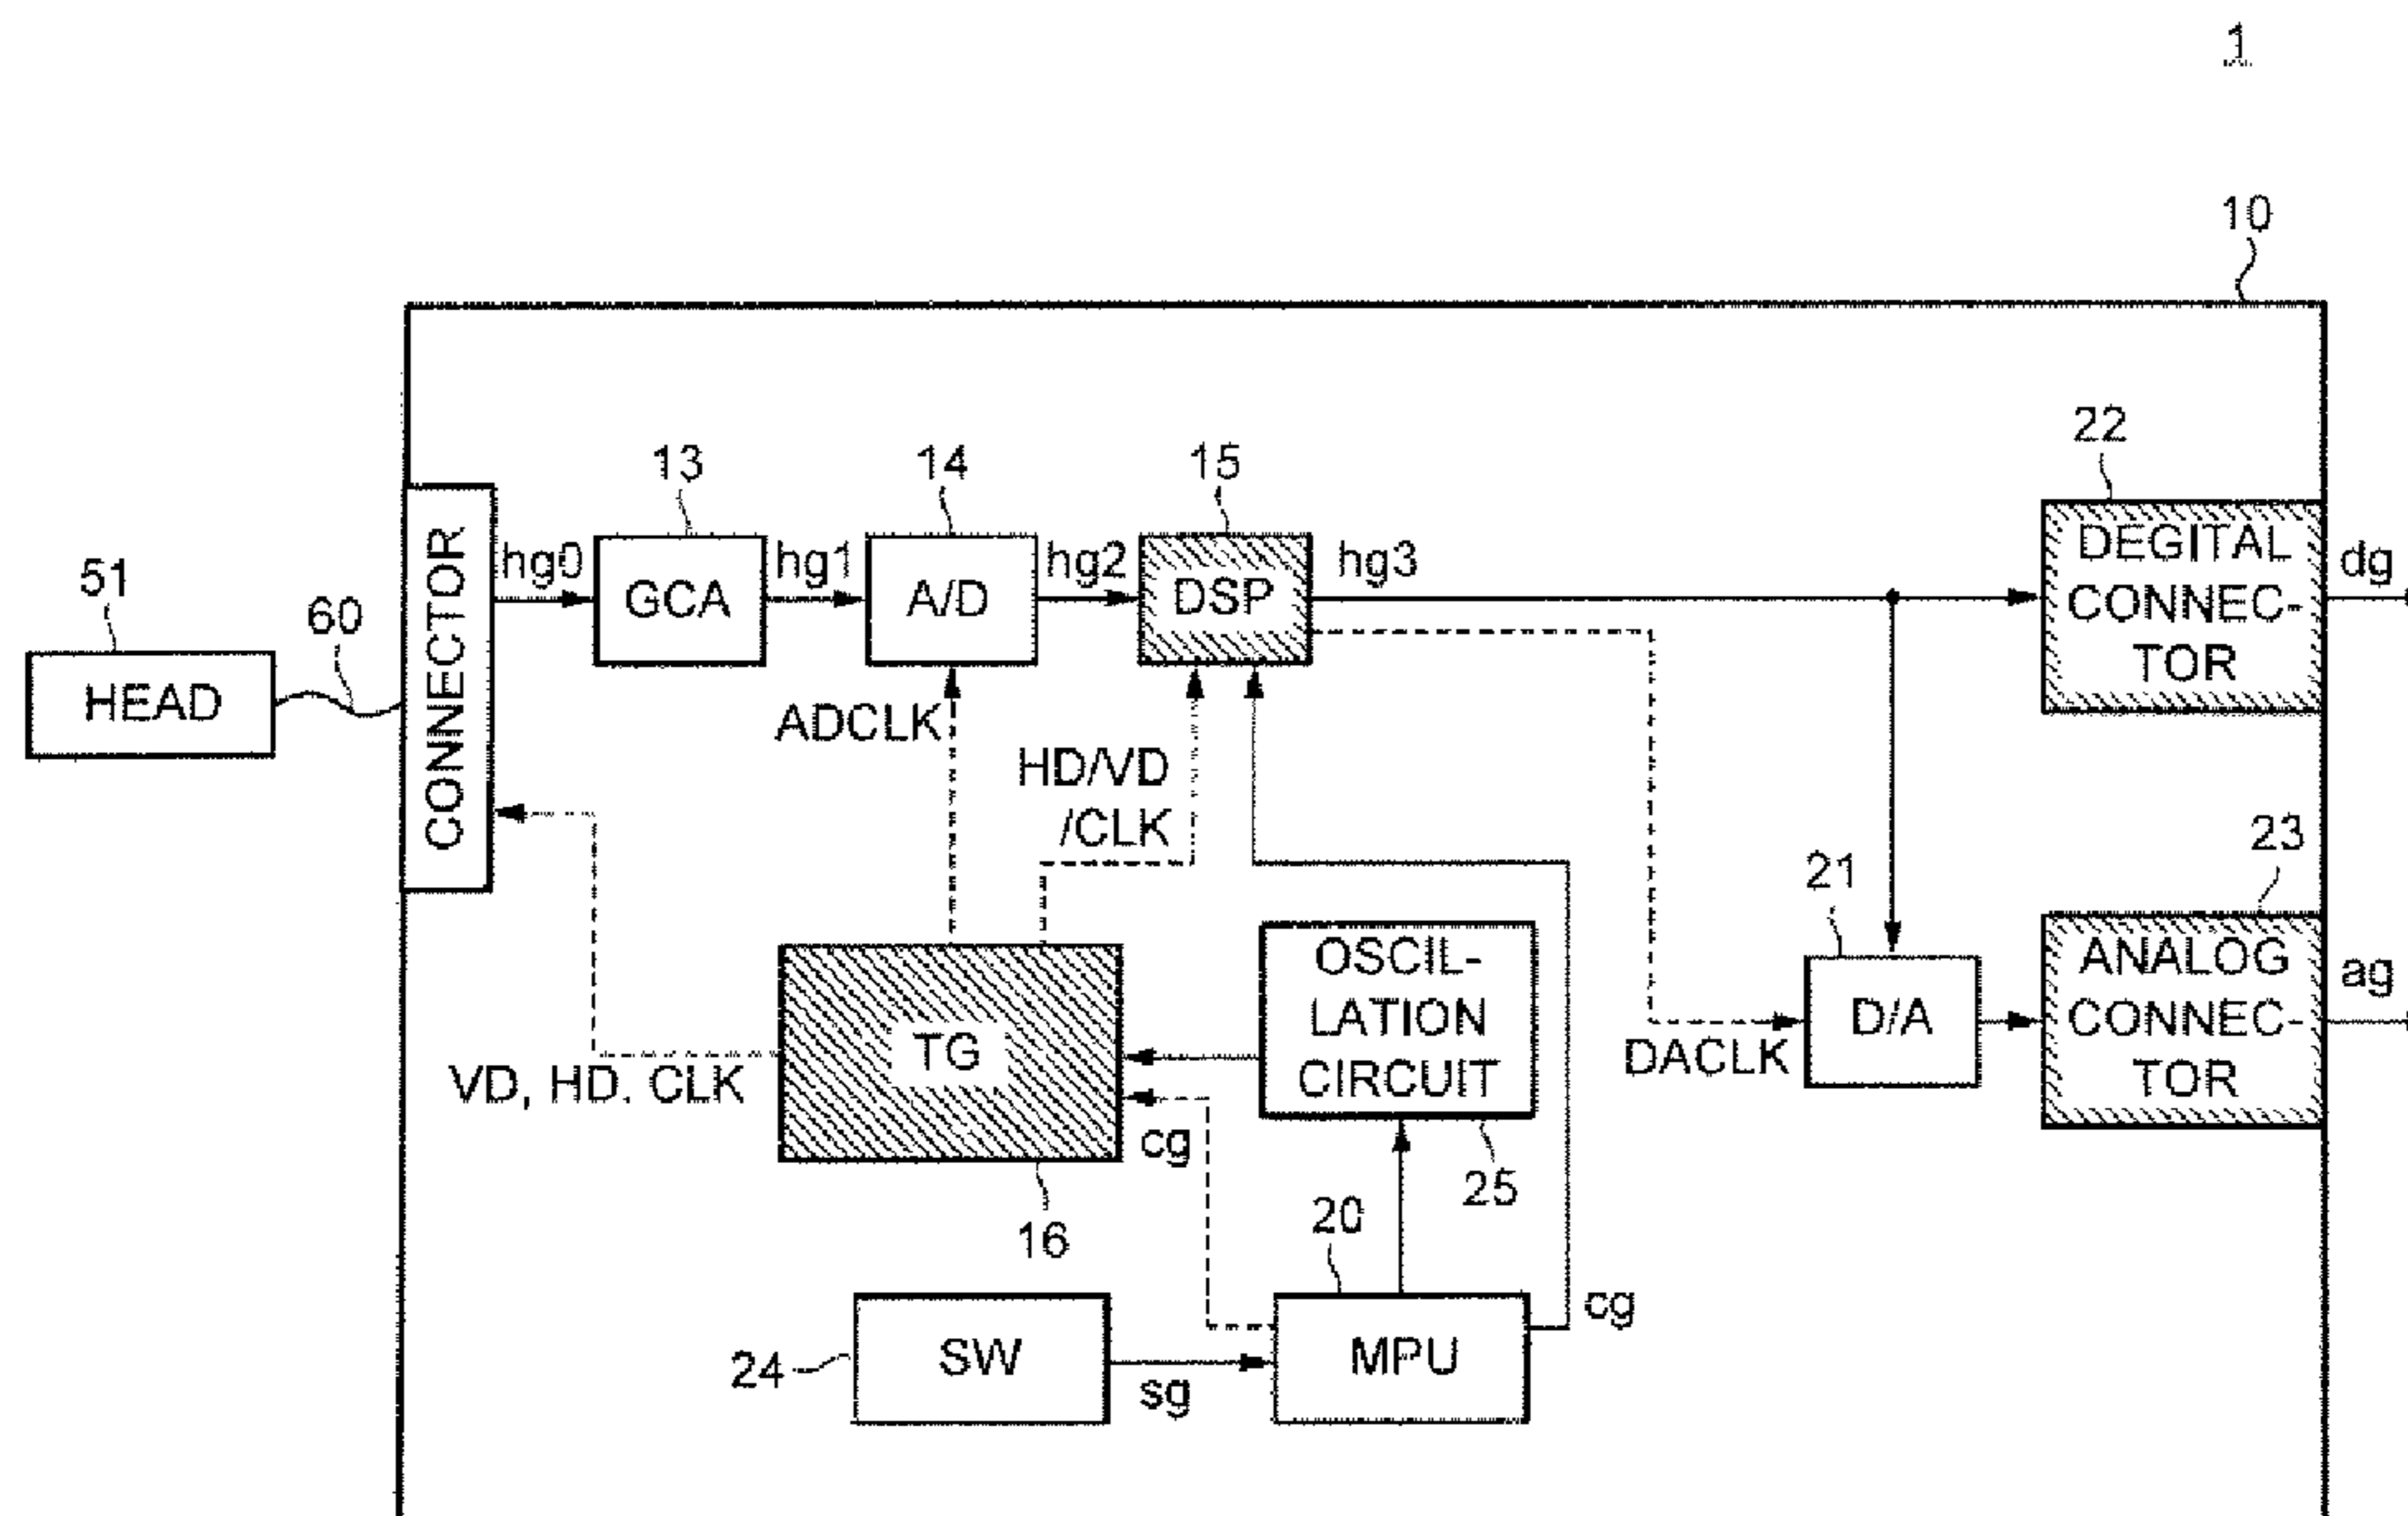 1
10
22
13
14
15
DEGITAL
CONNEC-
TOR
dg
51
60
CONNECTOR
hg0
GCA
hg1
A/D
hg2
DSP
hg3
HEAD
ADCLK
HD/VD
/CLK
23
21
OSCIL-
LATION
CIRCUIT
ANALOG
CONNEC-
TOR
ag
D/A
DACLK
TG
VD, HD. CLK
cg
25
16
20
cg
24
SW
sg
MPU